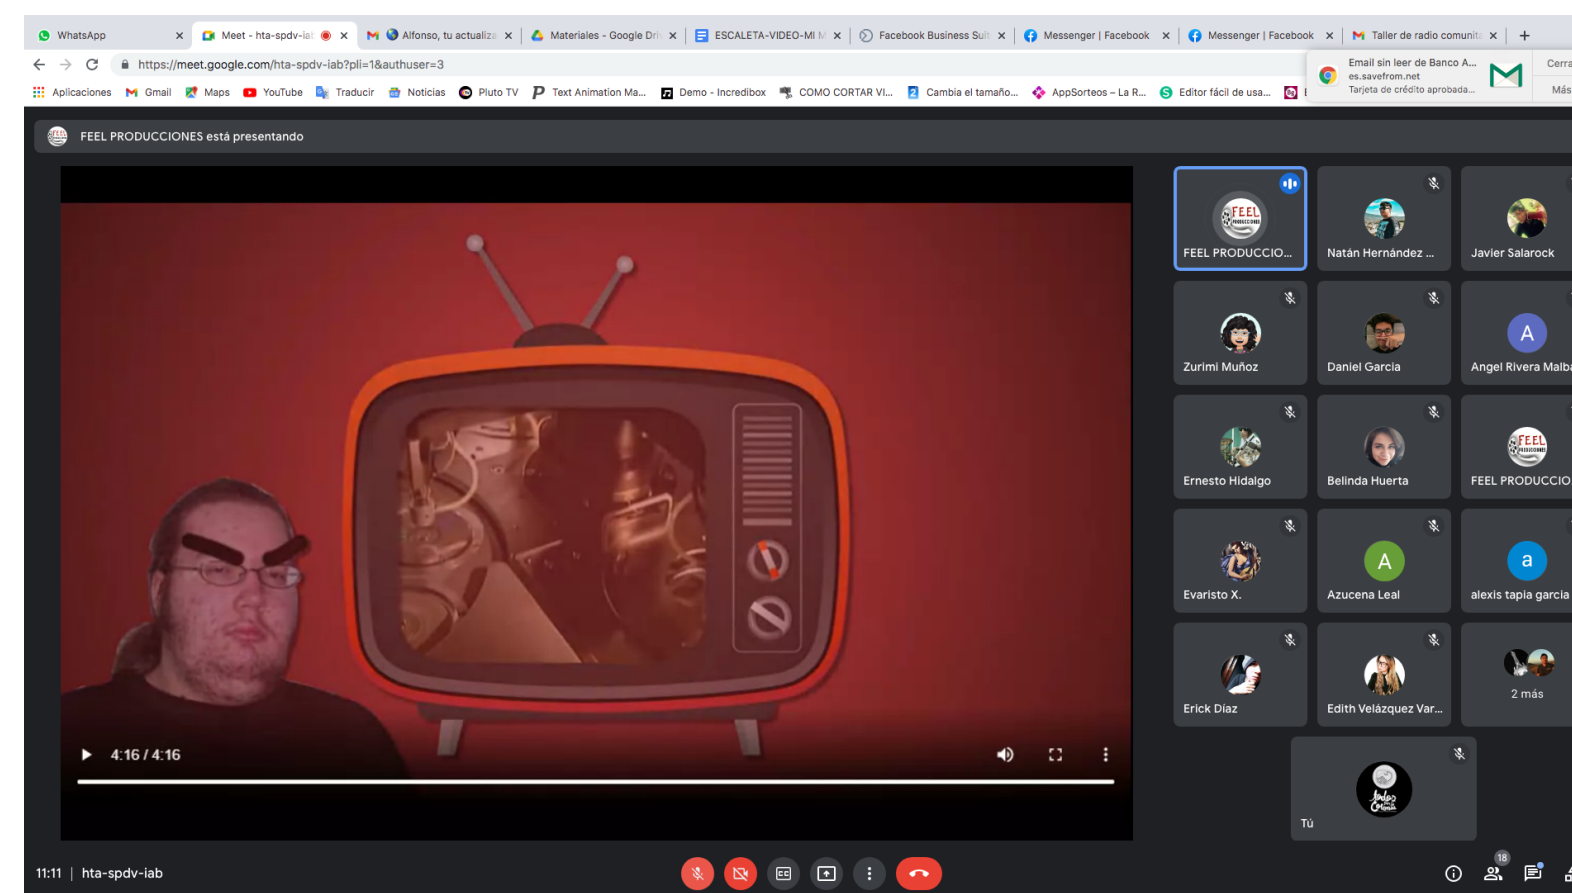 WhatsApp
Meet - hta-spdv-ia
Alfonso, tu actualiza
Materiales - Google Dri
ESCALETA-VIDEO-MI M
Facebook Business Suit
Messenger | Facebook
Messenger | Facebook
Taller de radio comunit
https://meet.google.com/hta-spdv-iab?pli=1&authuser=3
Email sin leer de Banco A...
es.savefrom.net
Tarjeta de crédito aprobada...
Cerra
Más
Aplicaciones
Gmail
Maps
YouTube
Traducir
Noticias
Pluto TV
Text Animation Ma...
Demo - Incredibox
COMO CORTAR VI...
Cambia el tamaño...
AppSorteos – La R...
Editor fácil de usa...
FEEL PRODUCCIONES está presentando
FEEL PRODUCCIO...
Natán Hernández ...
Javier Salarock
Zurimi Muñoz
Daniel Garcia
A
Angel Rivera Malba
Ernesto Hidalgo
Belinda Huerta
FEEL PRODUCCIO
Evaristo X.
A
Azucena Leal
a
alexis tapia garcia
Erick Díaz
Edith Velázquez Var...
2 más
4:16 / 4:16
Tú
11:11 | hta-spdv-iab
CC
18